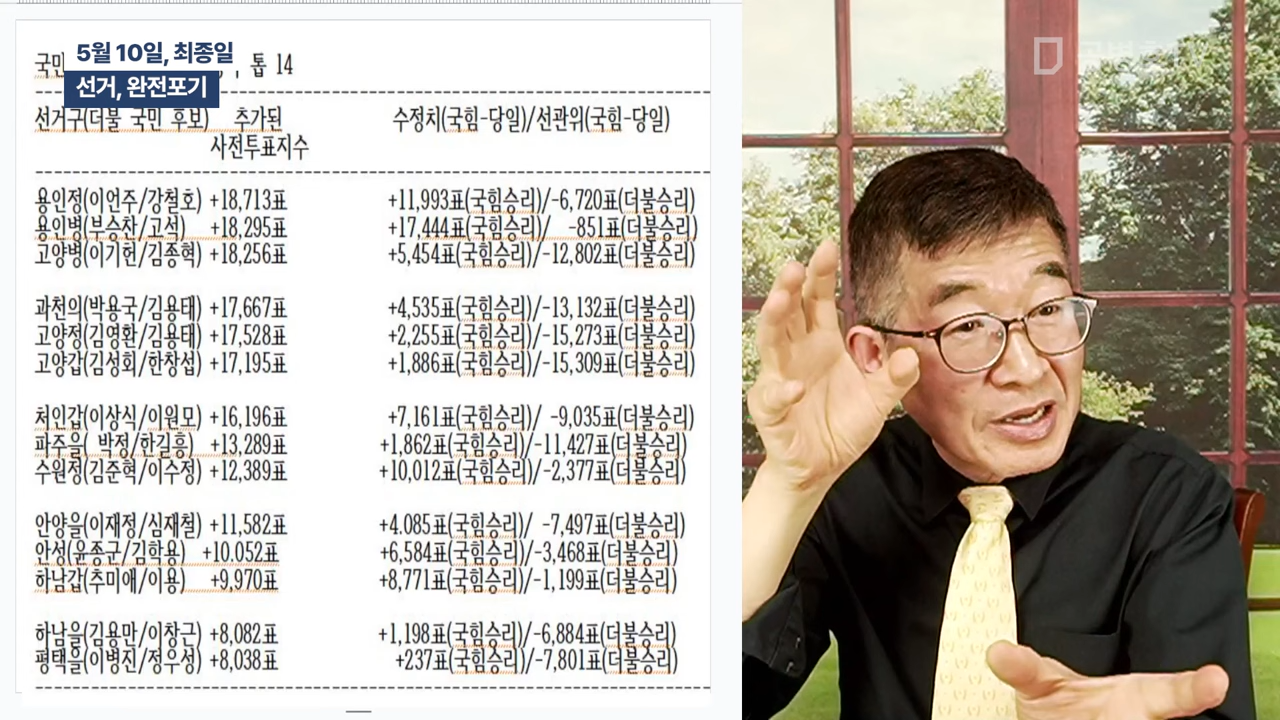 5월 10일, 최종일
선거, 완전포기
국민 톱 14
선거구(더불 국민 후보) 추가된 수정치(국힘-당일)/선관위(국힘-당일)
사전투표지수
용인정(이언주/강철호) +18,713표 +11,993표(국힘승리)/-6,720표(더불승리)
용인병(부승찬/고석) +18,295표 +17,444표(국힘승리)/ -851표(더불승리)
고양병(이기헌/김종혁) +18,256표 +5,454표(국힘승리)/-12,802표(더불승리)
과천의(박용국/김용태) +17,667표 +4,535표(국힘승리)/-13,132표(더불승리)
고양정(김영환/김용태) +17,528표 +2,255표(국힘승리)/-15,273표(더불승리)
고양갑(김성회/한창섭) +17,195표 +1,886표(국힘승리)/-15,309표(더불승리)
처인갑(이상식/이원모) +16,196표 +7,161표(국힘승리)/ -9,035표(더불승리)
파주을( 박정/한길룡) +13,289표 +1,862표(국힘승리)/-11,427표(더불승리)
수원정(김준혁/이수정) +12,389표 +10,012표(국힘승리)/-2,377표(더불승리)
안양을(이재정/심재철) +11,582표 +4.085표(국힘승리)/ -7,497표(더불승리)
안성(윤종군/김학용) +10.052표 +6,584표(국힘승리)/-3,468표(더불승리)
하남갑(추미애/이용) +9,970표 +8,771표(국힘승리)/-1,199표(더불승리)
하남을(김용만/이창근) +8,082표 +1,198표(국힘승리)/-6,884표(더불승리)
평택을(이병진/정우성) +8,038표 +237표(국힘승리)/-7,801표(더불승리)